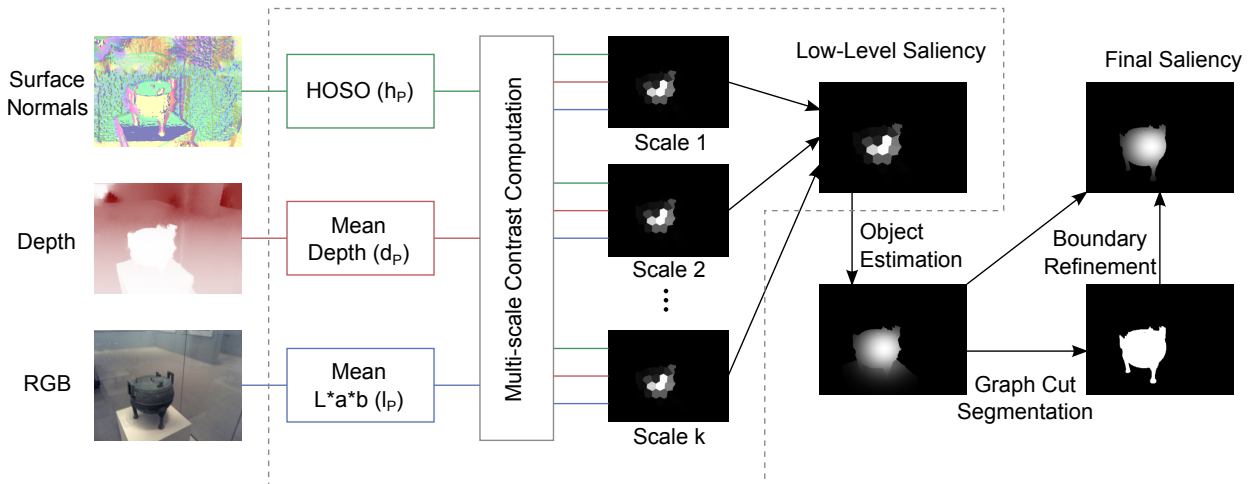 Surface
Normals
HOSO (hP)
Depth
Mean
Depth (dP)
RGB
Mean
L*a*b (lP)
Multi-scale Contrast Computation
Scale 1
Scale 2
Scale k
Low-Level Saliency
Final Saliency
Object
Estimation
Boundary
Refinement
Graph Cut
Segmentation